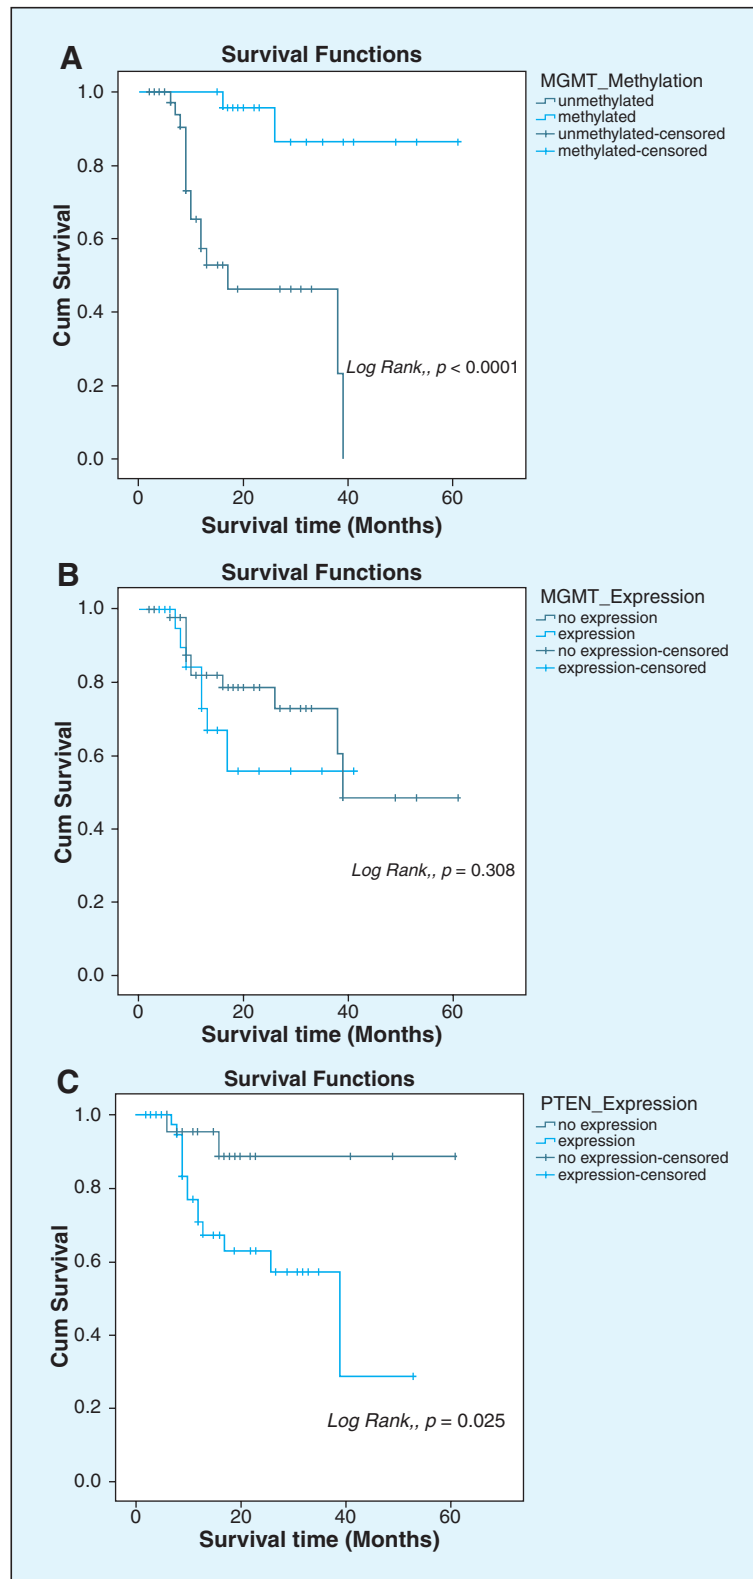 A
Survival Functions
MGMT_Methylation
unmethylated
methylated
unmethylated-censored
methylated-censored
Cum Survival
1.0
0.8
0.6
0.4
0.2
0.0
Log Rank,, p < 0.0001
0 20 40 60
Survival time (Months)
B
Survival Functions
MGMT_Expression
no expression
expression
no expression-censored
expression-censored
Cum Survival
1.0
0.8
0.6
0.4
0.2
0.0
Log Rank,, p = 0.308
0 20 40 60
Survival time (Months)
C
Survival Functions
PTEN_Expression
no expression
expression
no expression-censored
expression-censored
Cum Survival
1.0
0.8
0.6
0.4
0.2
0.0
Log Rank,, p = 0.025
0 20 40 60
Survival time (Months)